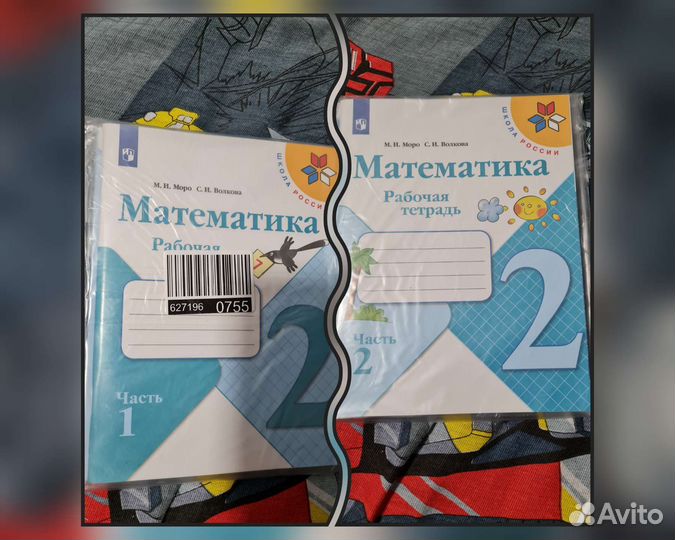 ШКОЛА РОССИИ
М. И. Моро С. И. Волкова
Математика
Рабочая
7
627196 0755
2
Часть
1
ШКОЛА РОССИИ
М. И. Моро С. И. Волкова
Математика
Рабочая
тетрадь
2
Часть
2
Avito